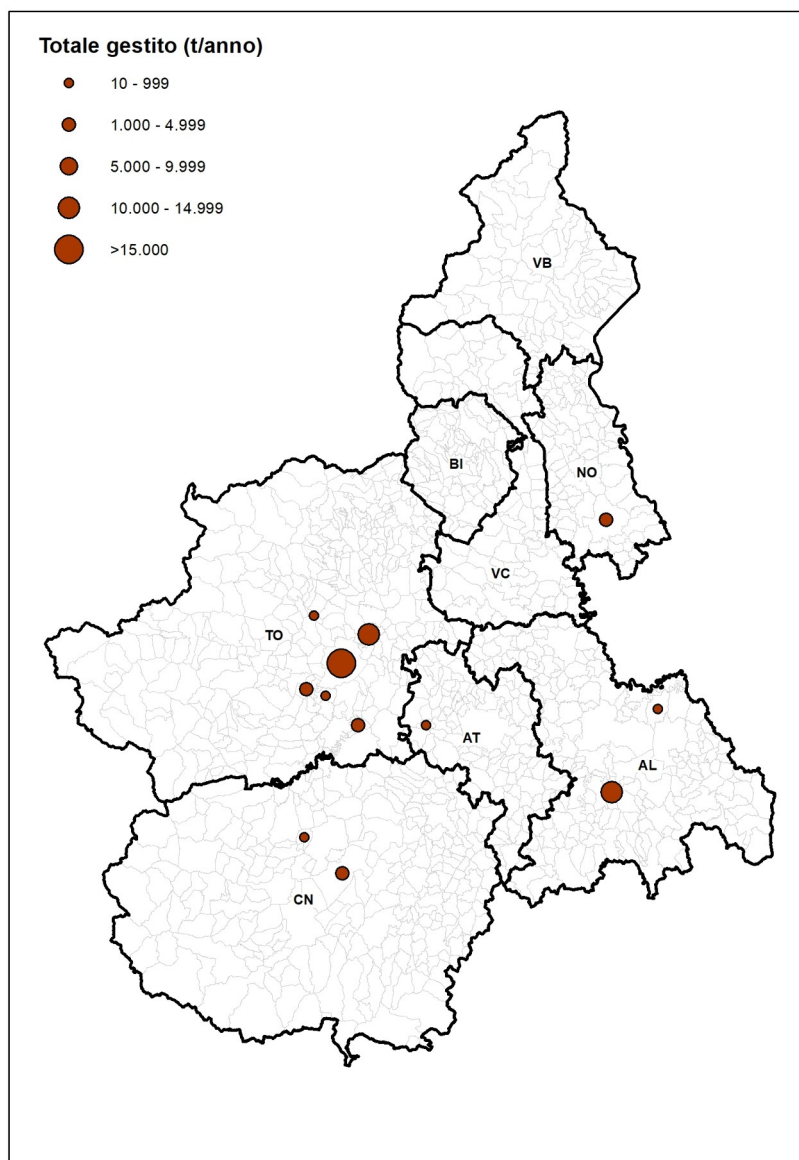 Totale gestito (t/anno)
10 - 999
1.000 - 4.999
5.000 - 9.999
10.000 - 14.999
>15.000
VB
BI
NO
VC
TO
AT
AL
CN